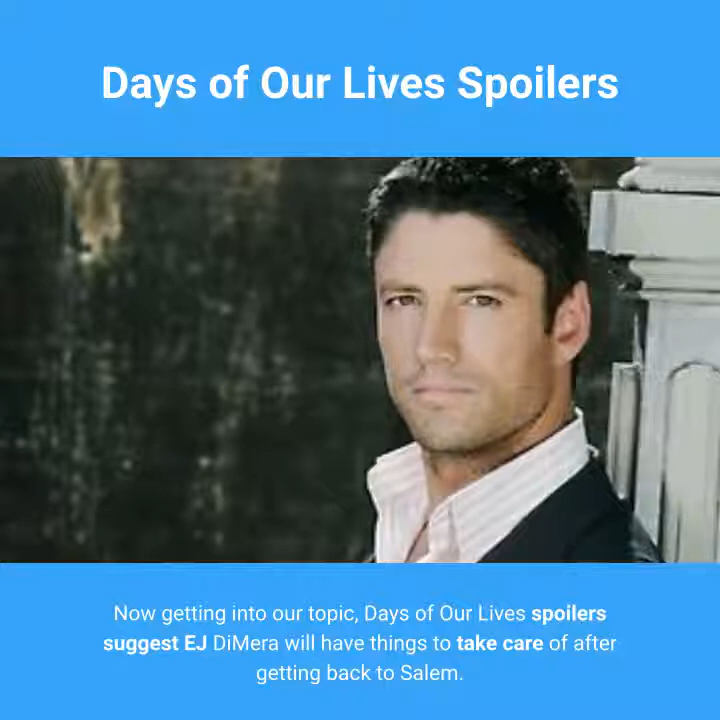 Days of Our Lives Spoilers
Now getting into our topic, Days of Our Lives spoilers
suggest EJ DiMera will have things to take care of after
getting back to Salem.